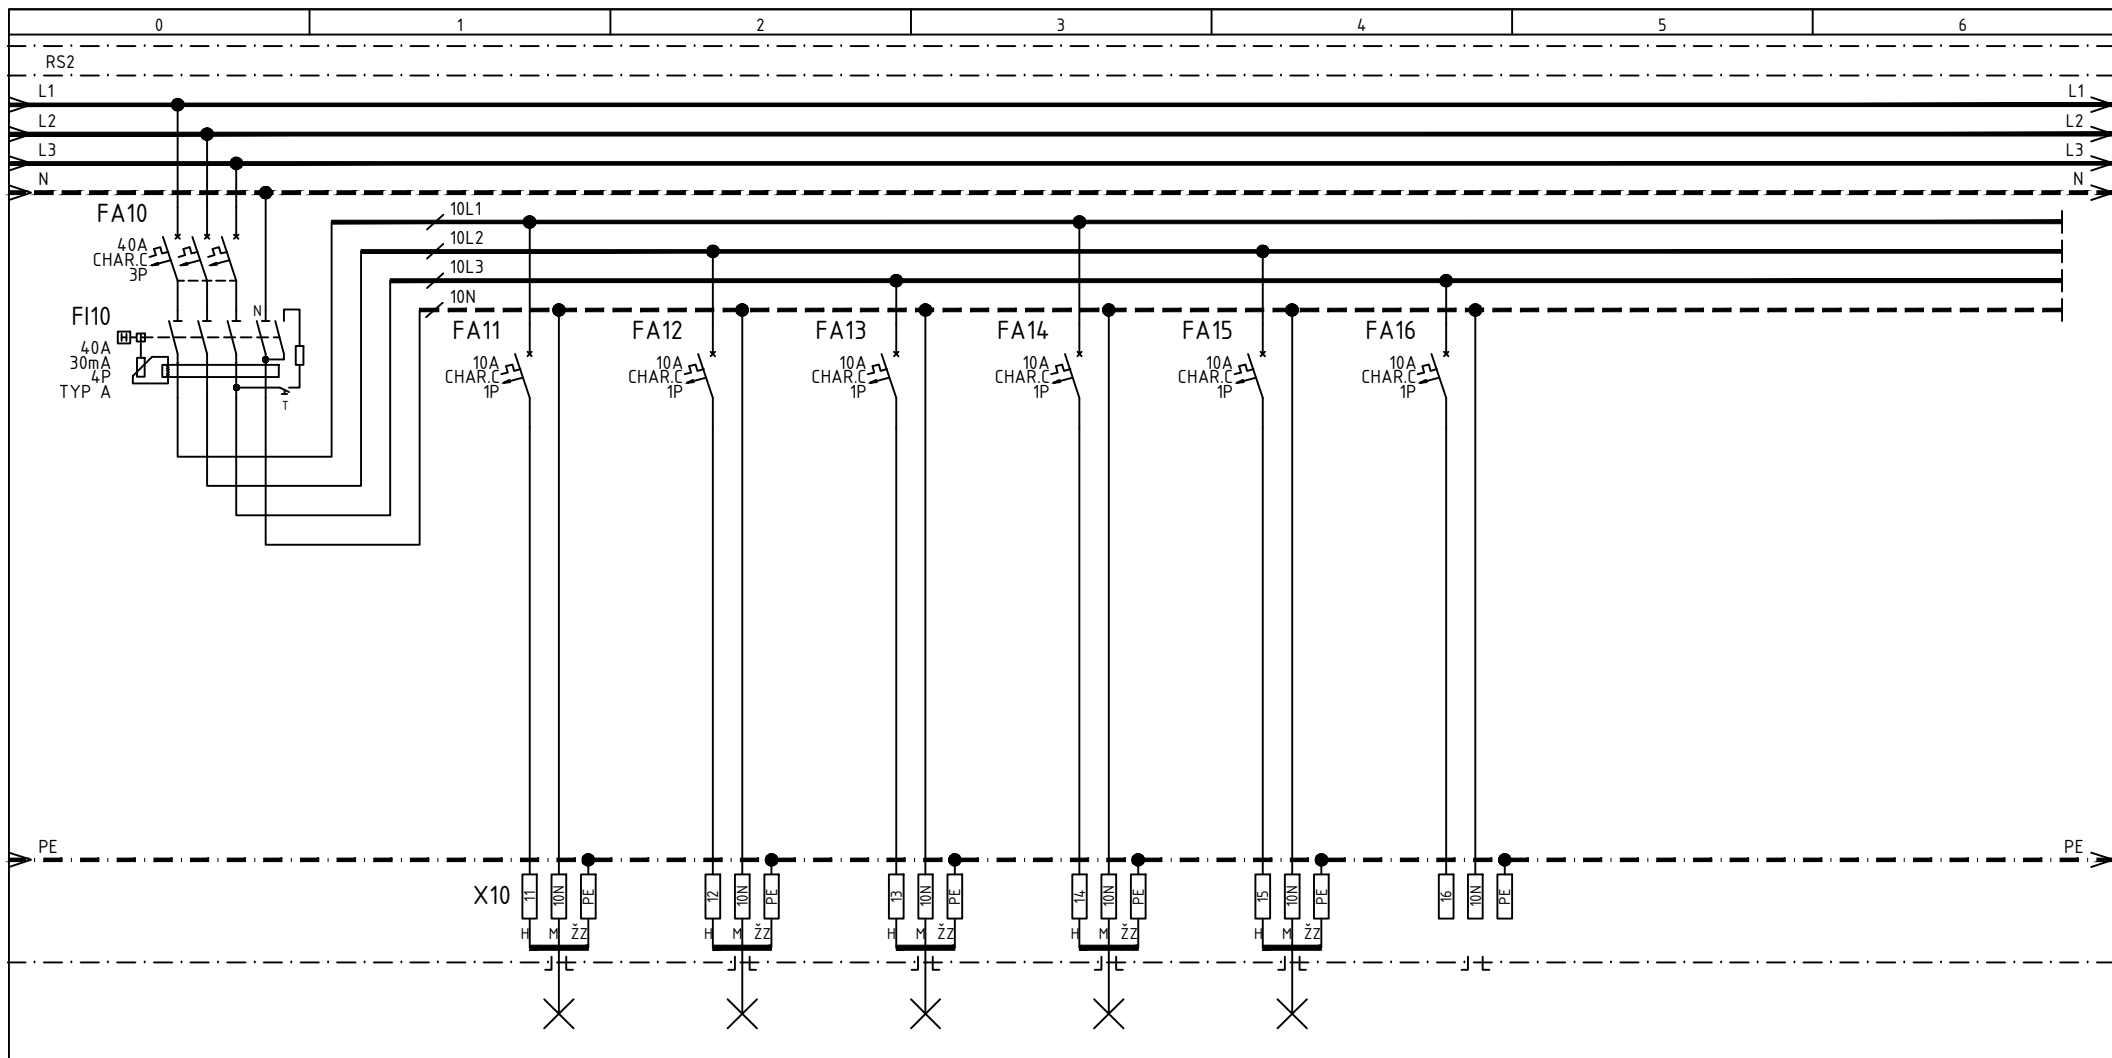 0 1 2 3 4 5 6
RS2
L1 L1
L2 L2
L3 L3
N N
FA10
40A
CHAR.C
3P
10L1
10L2
10L3
10N
FI10
40A
30mA
4P
TYP A
N
H
T
FA11
10A
CHAR.C
1P
FA12
10A
CHAR.C
1P
FA13
10A
CHAR.C
1P
FA14
10A
CHAR.C
1P
FA15
10A
CHAR.C
1P
FA16
10A
CHAR.C
1P
PE PE
X10
11 10N PE
12 10N PE
13 10N PE
14 10N PE
15 10N PE
16 10N PE
H M ŽZ
H M ŽZ
H M ŽZ
H M ŽZ
H M ŽZ